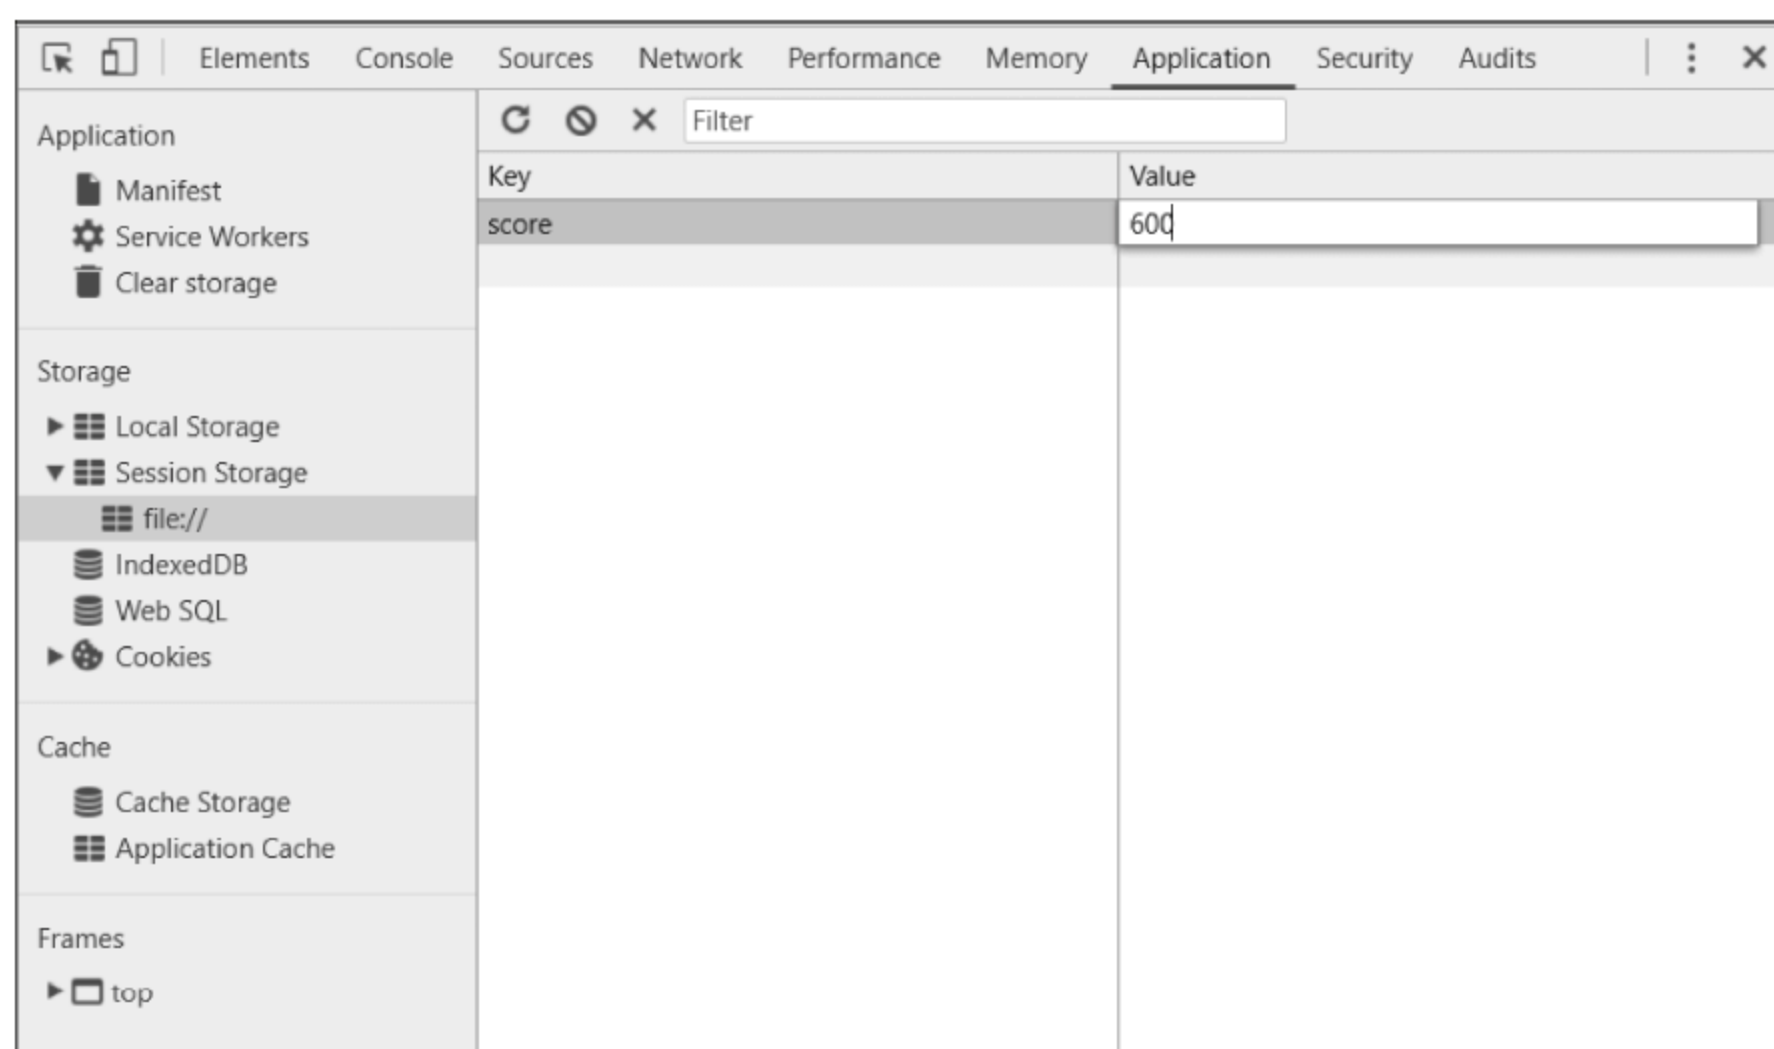 Elements Console Sources Network Performance Memory Application Security Audits
Application
Manifest
Service Workers
Clear storage
Storage
Local Storage
Session Storage
file://
IndexedDB
Web SQL
Cookies
Cache
Cache Storage
Application Cache
Frames
top
Filter
Key Value
score 600